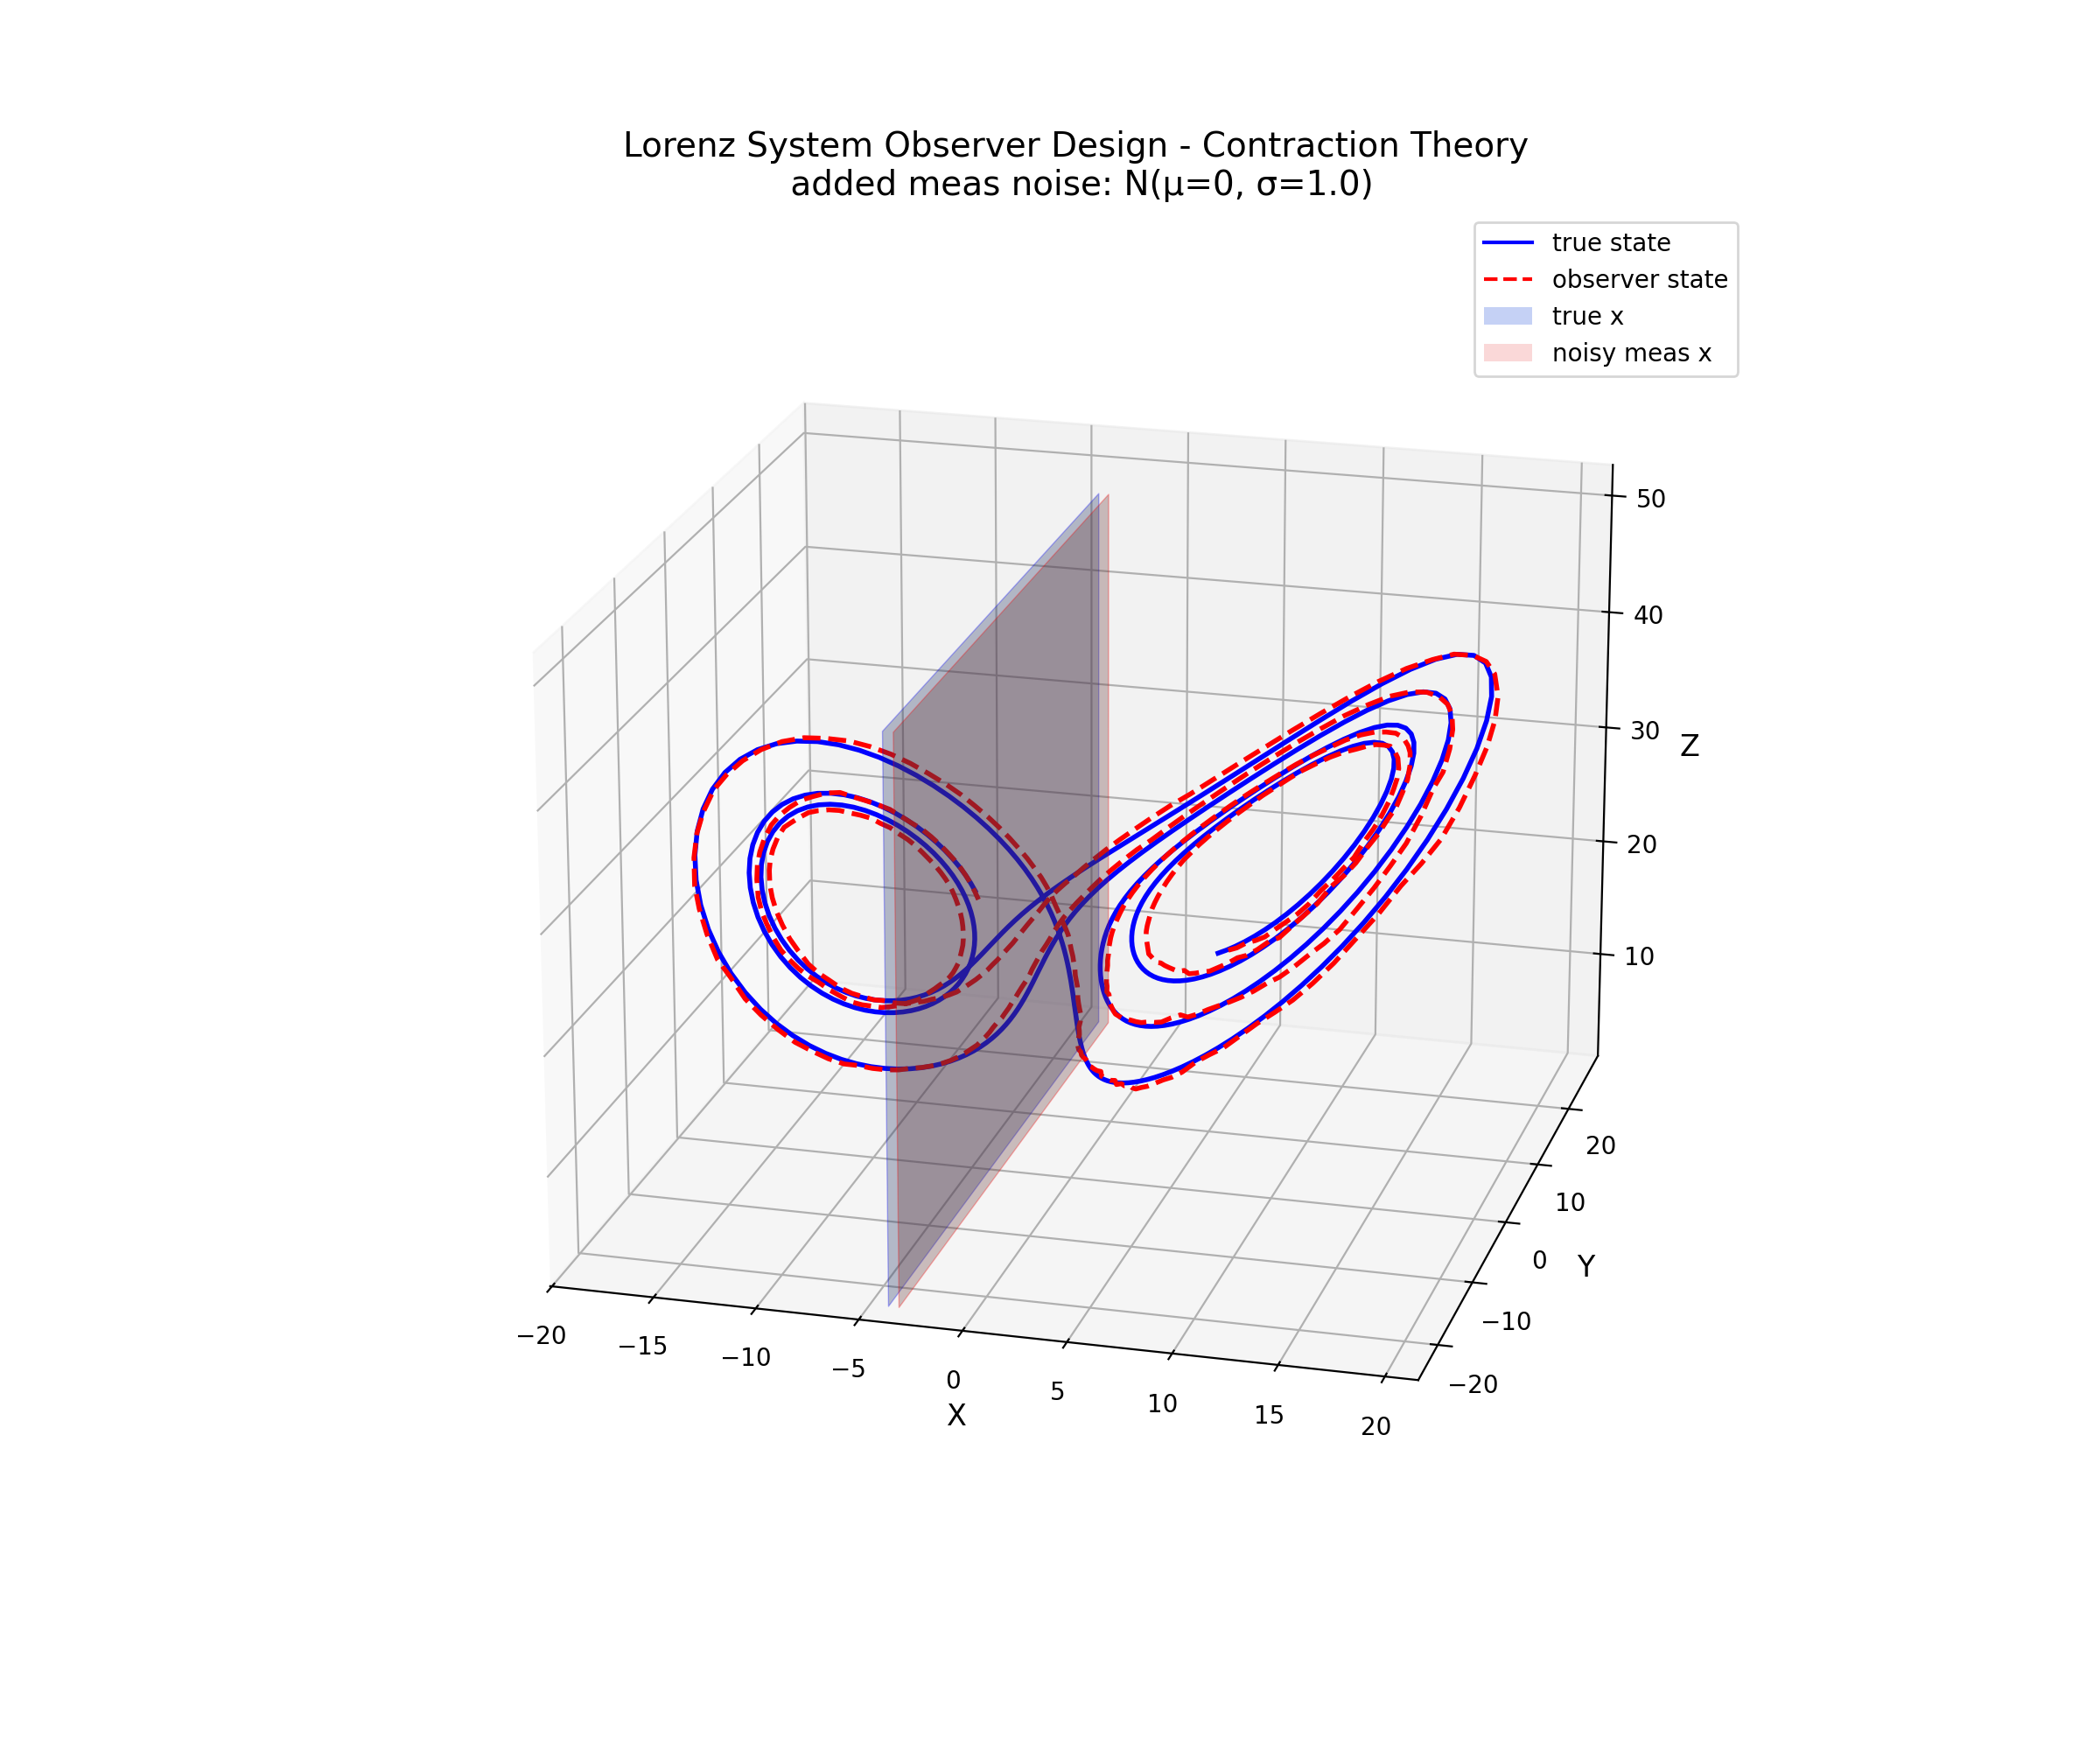 Lorenz System Observer Design - Contraction Theory
added meas noise: N(μ=0, σ=1.0)
true state
observer state
true x
noisy meas x
50
40
30
Z
20
10
20
10
0
Y
−10
−20
−20
−15
−10
−5
0
5
10
15
20
X